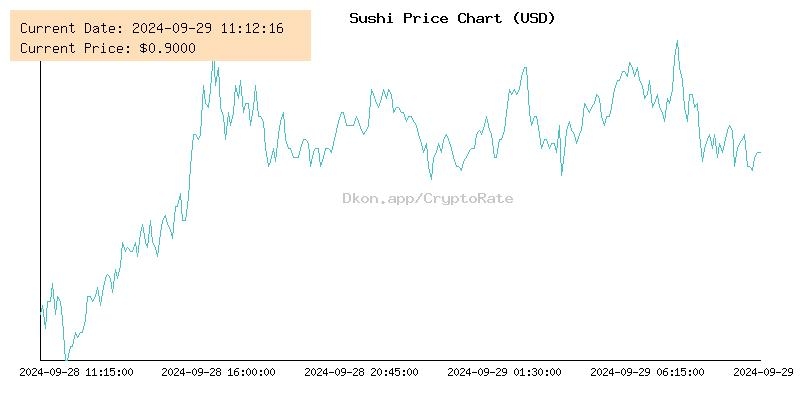 Sushi Price Chart (USD)
Current Date: 2024-09-29 11:12:16
Current Price: $0.9000
Dkon.app/CryptoRate
2024-09-28 11:15:00 2024-09-28 16:00:00 2024-09-28 20:45:00 2024-09-29 01:30:00 2024-09-29 06:15:00 2024-09-29